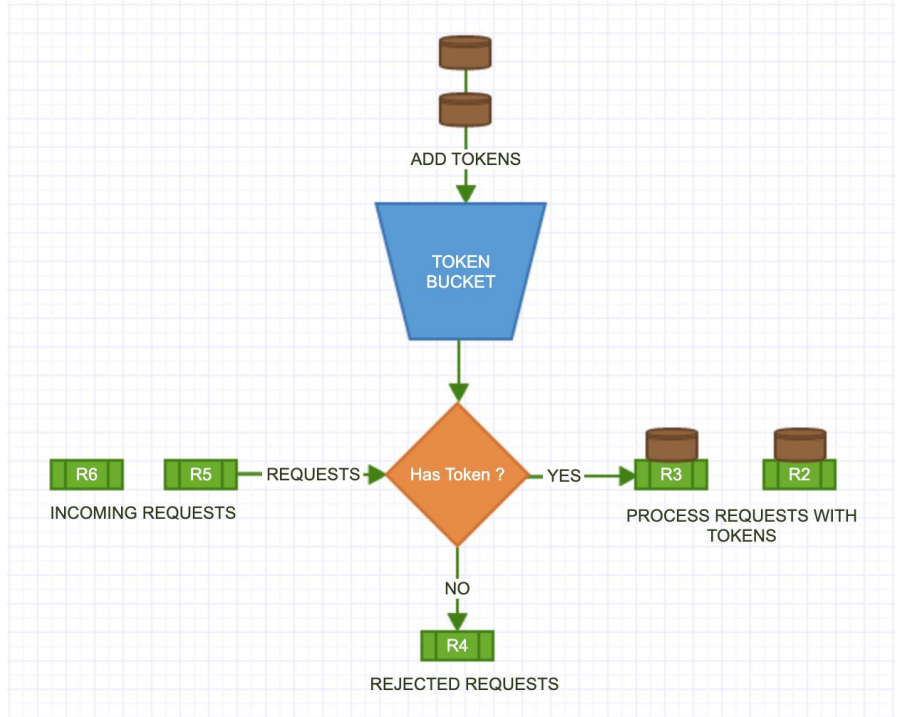 ADD TOKENS
TOKEN
BUCKET
R6
R5
REQUESTS
Has Token ?
YES
R3
R2
INCOMING REQUESTS
PROCESS REQUESTS WITH
TOKENS
NO
R4
REJECTED REQUESTS